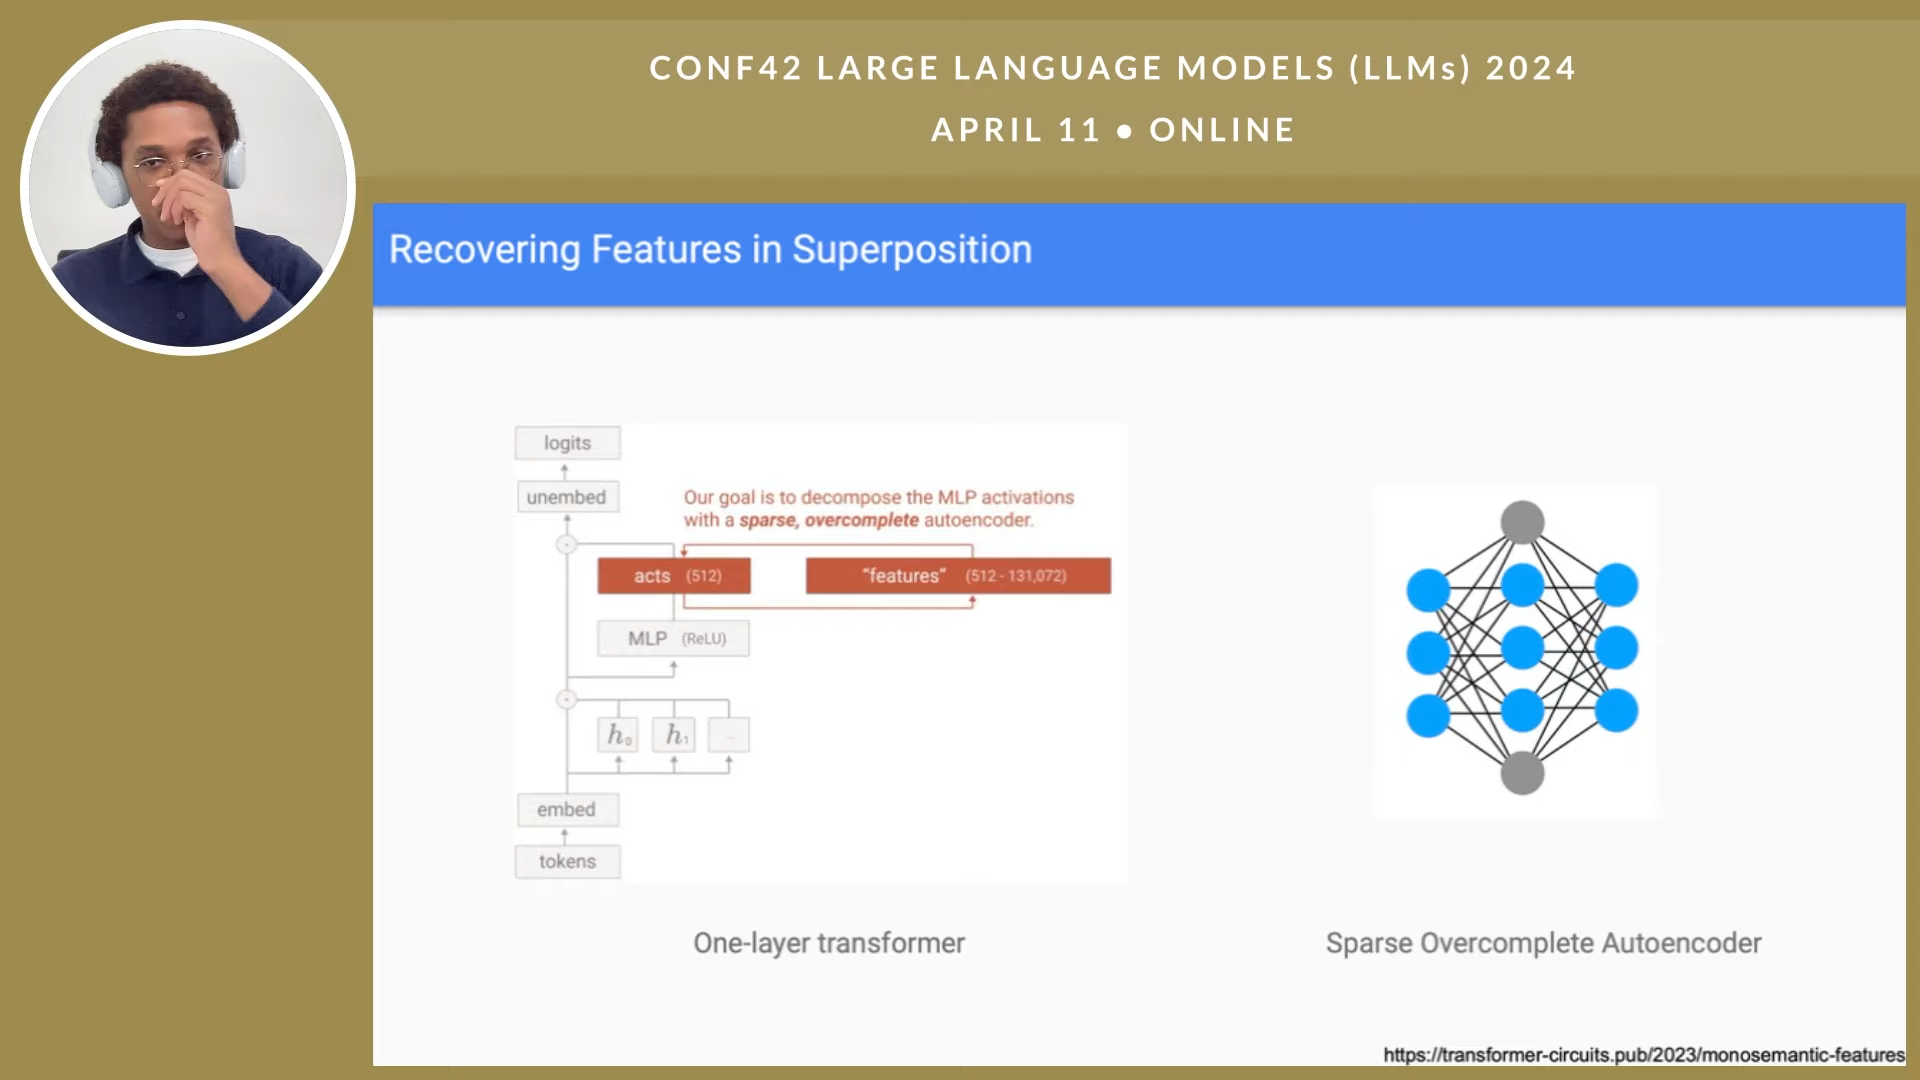 CONF42 LARGE LANGUAGE MODELS (LLMs) 2024
APRIL 11 • ONLINE
Recovering Features in Superposition
logits
unembed
Our goal is to decompose the MLP activations
with a sparse, overcomplete autoencoder.
acts (512)
"features" (512 - 131,072)
MLP (ReLU)
h0 h1 ...
embed
tokens
One-layer transformer
Sparse Overcomplete Autoencoder
https://transformer-circuits.pub/2023/monosemantic-features